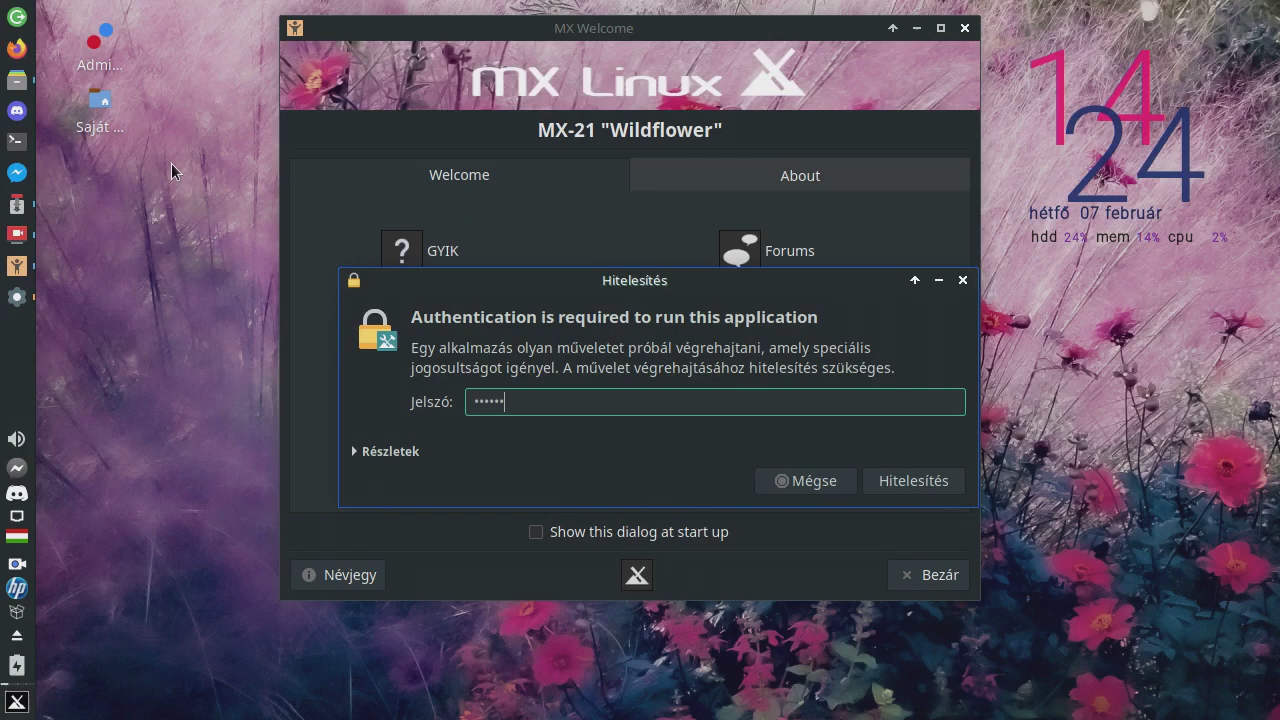 MX Welcome
Admi...
Saját ...
MX Linux
MX-21 "Wildflower"
Welcome
About
GYIK
Forums
14
24
hétfő 07 február
hdd 24% mem 14% cpu 2%
Hitelesítés
Authentication is required to run this application
Egy alkalmazás olyan műveletet próbál végrehajtani, amely speciális
jogosultságot igényel. A művelet végrehajtásához hitelesítés szükséges.
Jelszó: ••••••
Részletek
Mégse
Hitelesítés
Show this dialog at start up
Névjegy
Bezár
hp